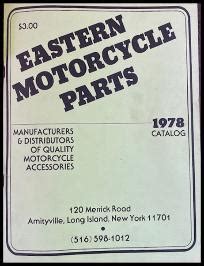 $3.00
EASTERN
MOTORCYCLE
PARTS
1978
CATALOG
MANUFACTURERS
& DISTRIBUTORS
OF QUALITY
MOTORCYCLE
ACCESSORIES
120 Merrick Road
Amityville, Long Island, New York 11701
•
(516) 598-1012